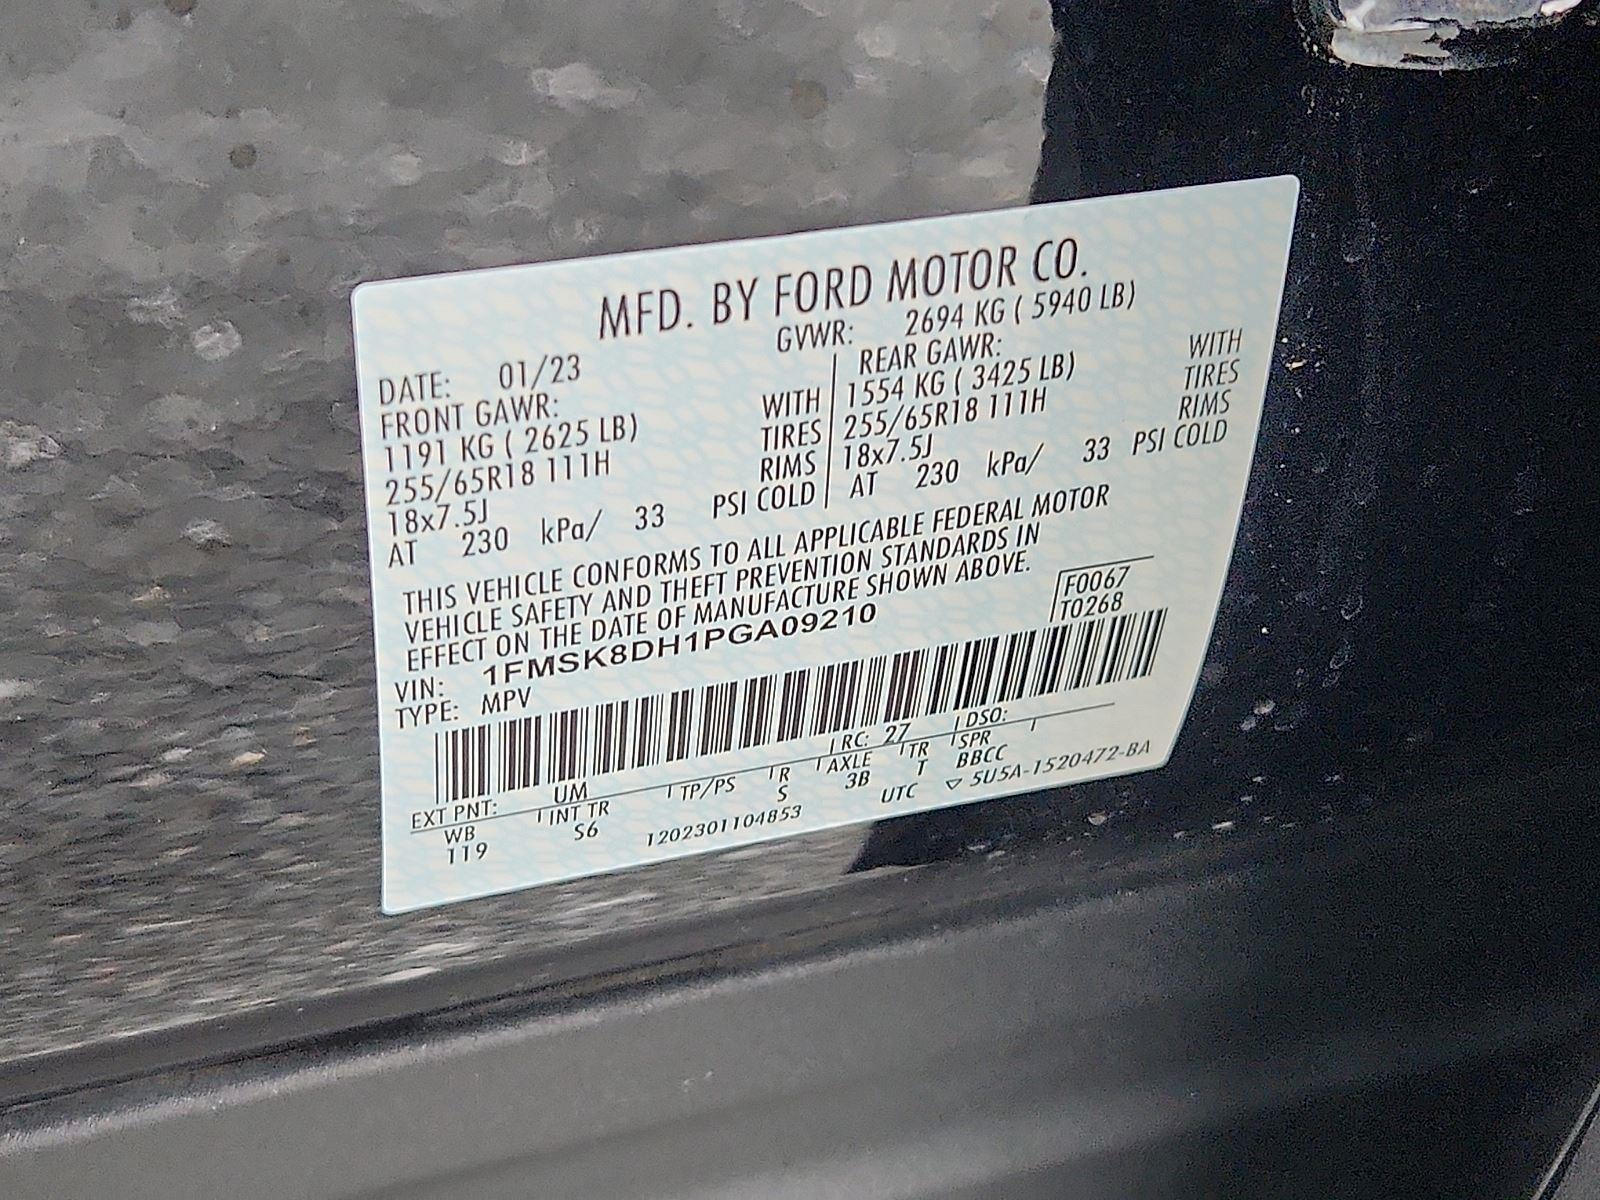 MFD. BY FORD MOTOR CO.
DATE: 01/23 GVWR: 2694 KG ( 5940 LB)
FRONT GAWR: REAR GAWR:
1191 KG ( 2625 LB) WITH 1554 KG ( 3425 LB) WITH
255/65R18 111H TIRES 255/65R18 111H TIRES
18x7.5J RIMS 18x7.5J RIMS
AT 230 kPa/ 33 PSI COLD AT 230 kPa/ 33 PSI COLD
THIS VEHICLE CONFORMS TO ALL APPLICABLE FEDERAL MOTOR
VEHICLE SAFETY AND THEFT PREVENTION STANDARDS IN
EFFECT ON THE DATE OF MANUFACTURE SHOWN ABOVE.
F0067
T0268
VIN: 1FMSK8DH1PGA09210
TYPE: MPV
EXT PNT: UM RC: 27 DSO:
WB INT TR TP/PS R AXLE TR SPR
119 S6 S 3B T BBCC
1202301104853 UTC ▽ 5U5A-1520472-BA